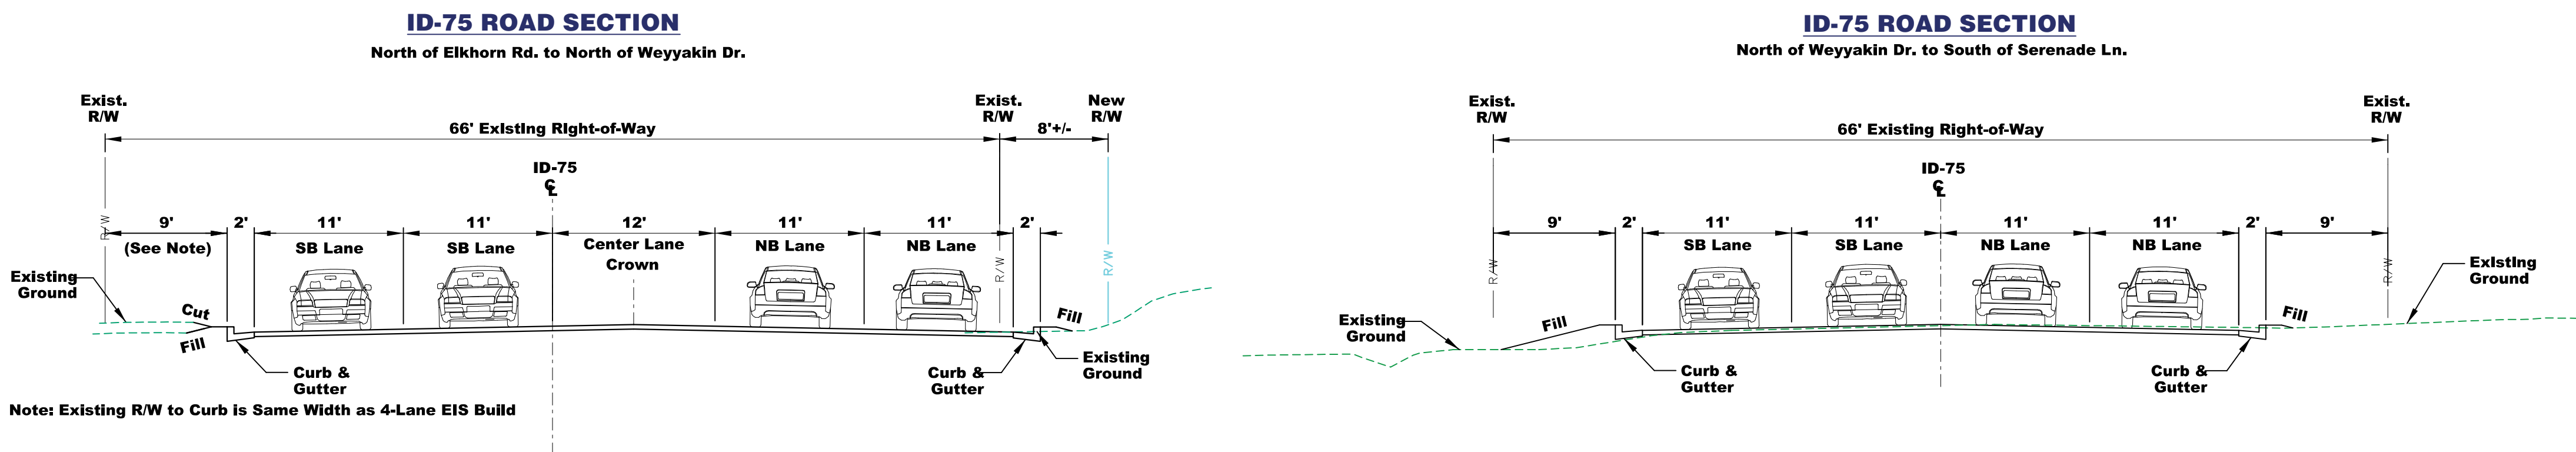 ID-75 ROAD SECTION
North of Elkhorn Rd. to North of Weyyakin Dr.
Exist.
R/W
Exist.
R/W
New
R/W
66' Existing Right-of-Way
8'+/-
ID-75
CL
9'
2'
11'
11'
12'
11'
11'
2'
(See Note)
SB Lane
SB Lane
Center Lane
Crown
NB Lane
NB Lane
R/W
R/W
R/W
Existing
Ground
Cut
Fill
Fill
Curb &
Gutter
Curb &
Gutter
Existing
Ground
Note: Existing R/W to Curb is Same Width as 4-Lane EIS Build
ID-75 ROAD SECTION
North of Weyyakin Dr. to South of Serenade Ln.
Exist.
R/W
Exist.
R/W
66' Existing Right-of-Way
ID-75
CL
9'
2'
11'
11'
11'
11'
2'
9'
SB Lane
SB Lane
NB Lane
NB Lane
R/W
R/W
Existing
Ground
Existing
Ground
Fill
Fill
Curb &
Gutter
Curb &
Gutter